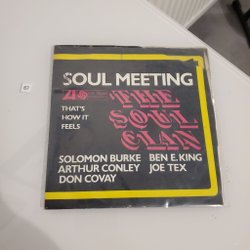 SOUL MEETING
THE
SOUL
CLAN
THAT'S
HOW IT
FEELS
SOLOMON BURKE BEN E. KING
ARTHUR CONLEY JOE TEX
DON COVAY